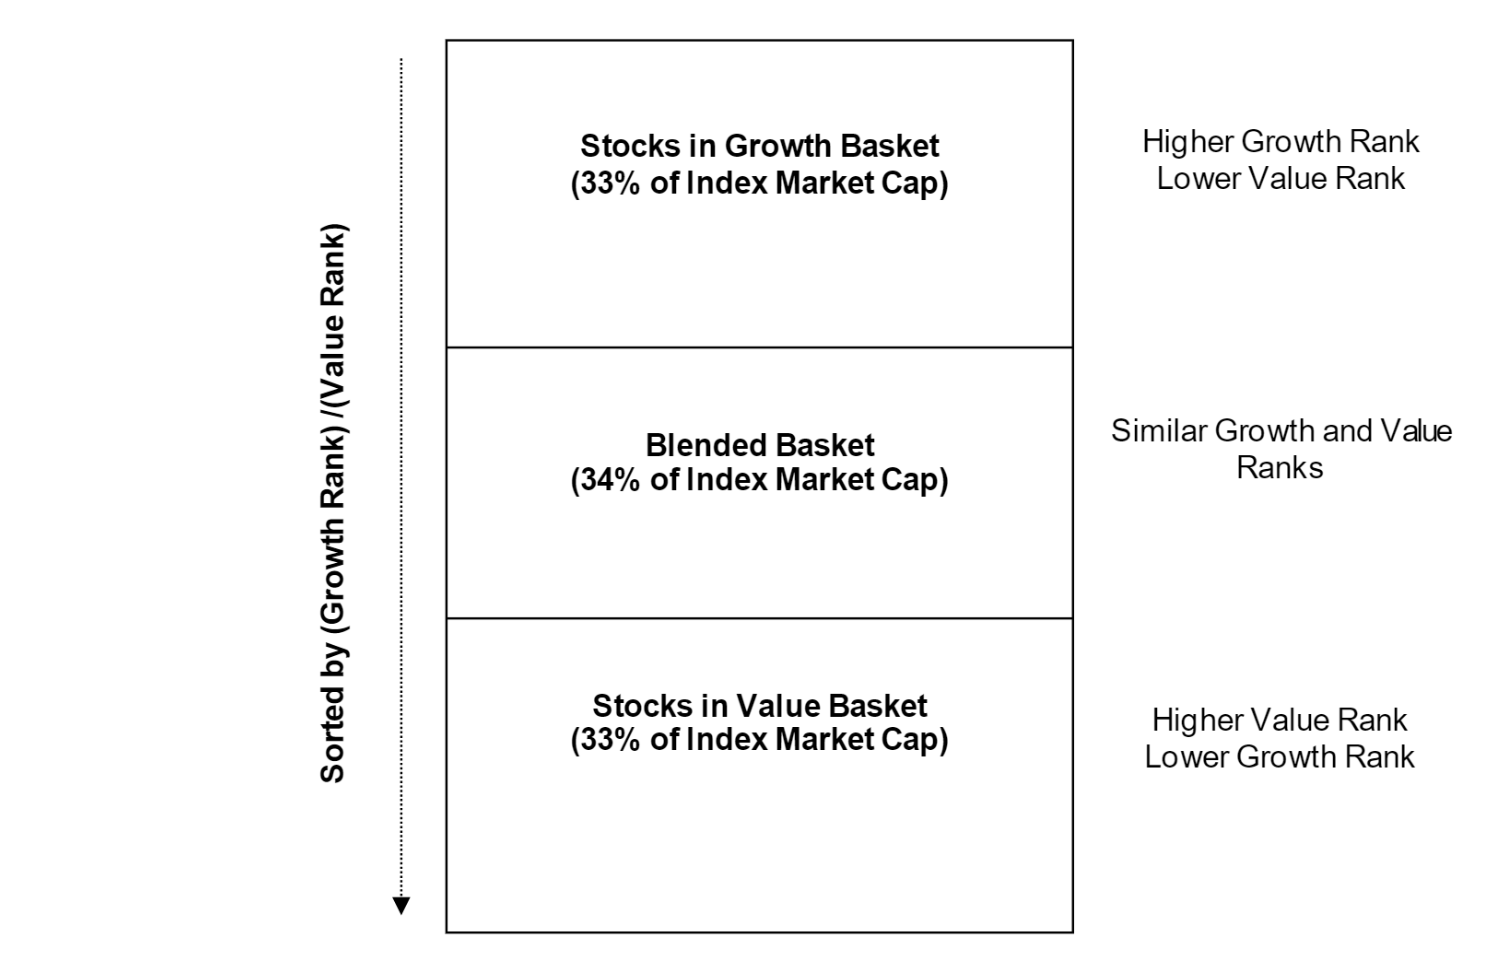 Sorted by (Growth Rank) /(Value Rank)
Stocks in Growth Basket
(33% of Index Market Cap)
Higher Growth Rank
Lower Value Rank
Blended Basket
(34% of Index Market Cap)
Similar Growth and Value
Ranks
Stocks in Value Basket
(33% of Index Market Cap)
Higher Value Rank
Lower Growth Rank